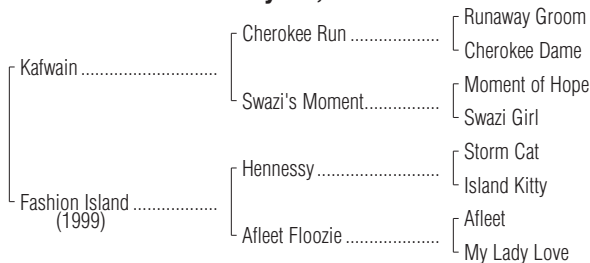 Runaway Groom
Cherokee Run
Cherokee Dame
Kafwain
Moment of Hope
Swazi's Moment
Swazi Girl
Storm Cat
Hennessy
Island Kitty
Fashion Island
(1999)
Afleet
Afleet Floozie
My Lady Love